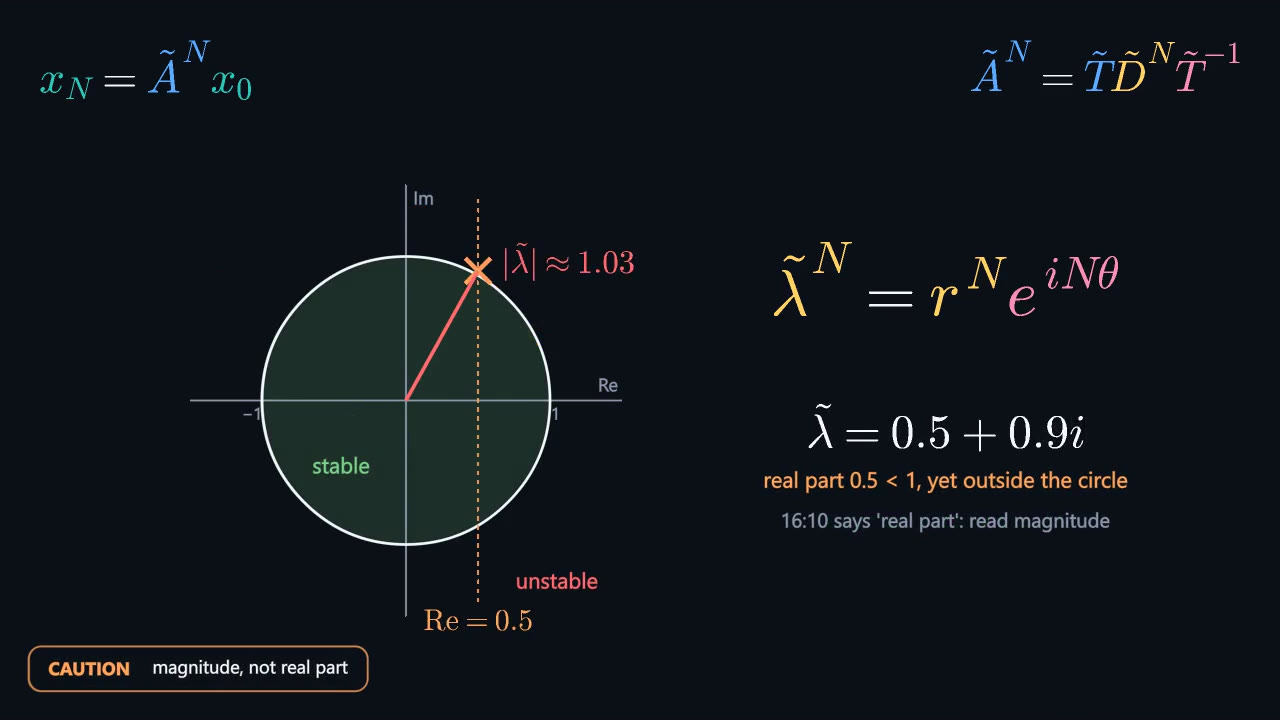 x_N = Ã^N x_0
Ã^N = T̃D̃^N T̃^{-1}
Im
|λ̃| ≈ 1.03
λ̃^N = r^N e^{iNθ}
Re
−1
1
λ̃ = 0.5 + 0.9i
stable
real part 0.5 < 1, yet outside the circle
16:10 says 'real part': read magnitude
unstable
Re = 0.5
CAUTION magnitude, not real part